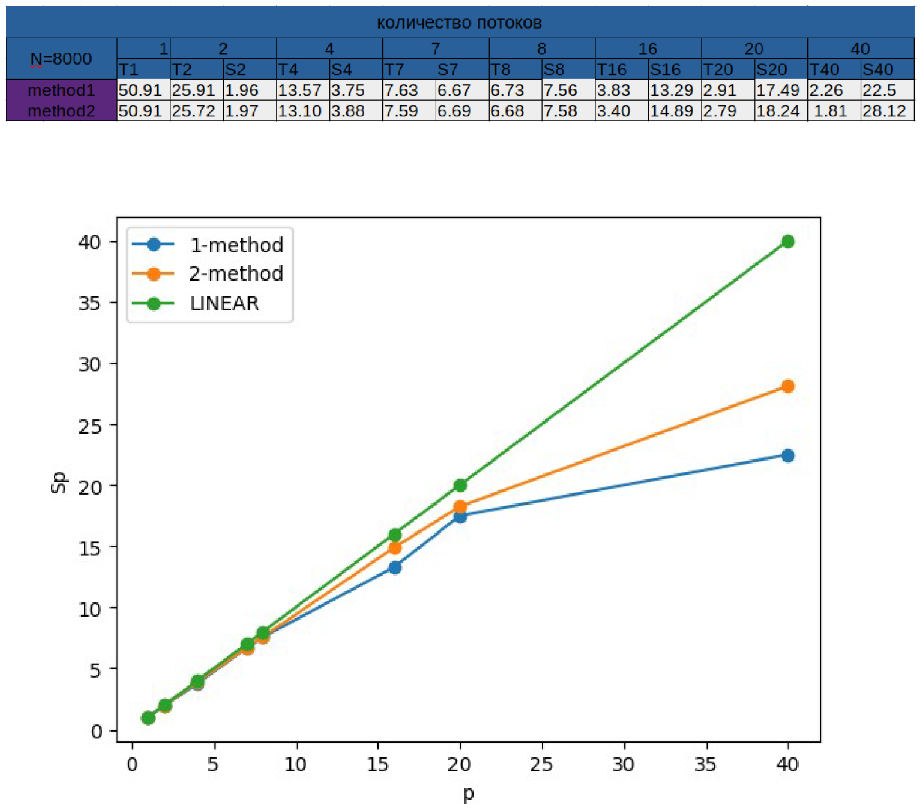 количество потоков
N=8000 1 2 4 7 8 16 20 40
T1 T2 S2 T4 S4 T7 S7 T8 S8 T16 S16 T20 S20 T40 S40
method1 50.91 25.91 1.96 13.57 3.75 7.63 6.67 6.73 7.56 3.83 13.29 2.91 17.49 2.26 22.5
method2 50.91 25.72 1.97 13.10 3.88 7.59 6.69 6.68 7.58 3.40 14.89 2.79 18.24 1.81 28.12
1-method
2-method
LINEAR
40
35
30
25
20
15
10
5
0
Sp
0 5 10 15 20 25 30 35 40
p